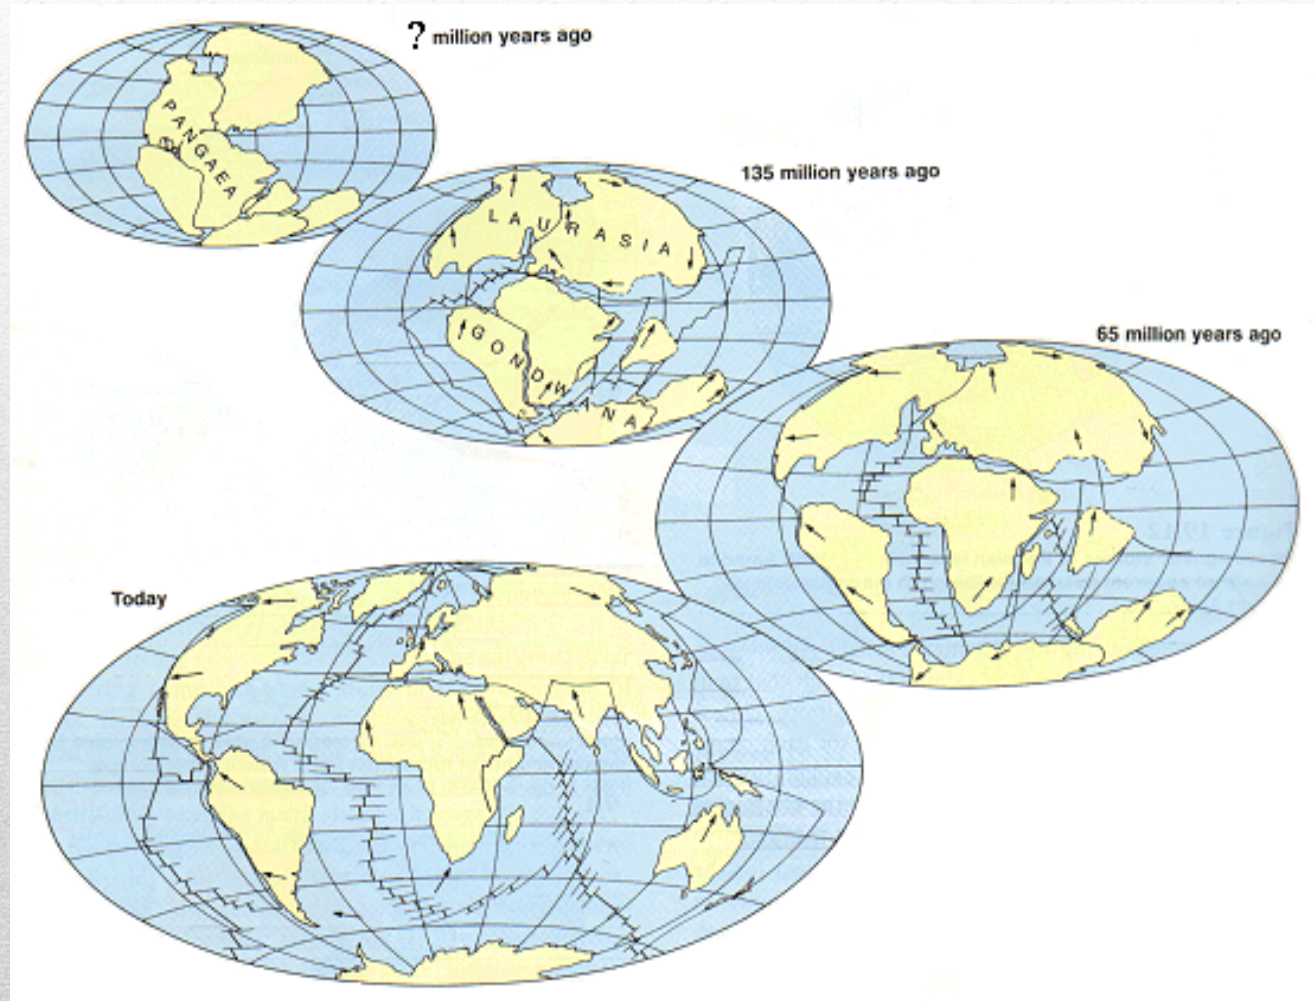 ? million years ago
PANGAEA
135 million years ago
LAURASIA
GONDWANA
65 million years ago
Today